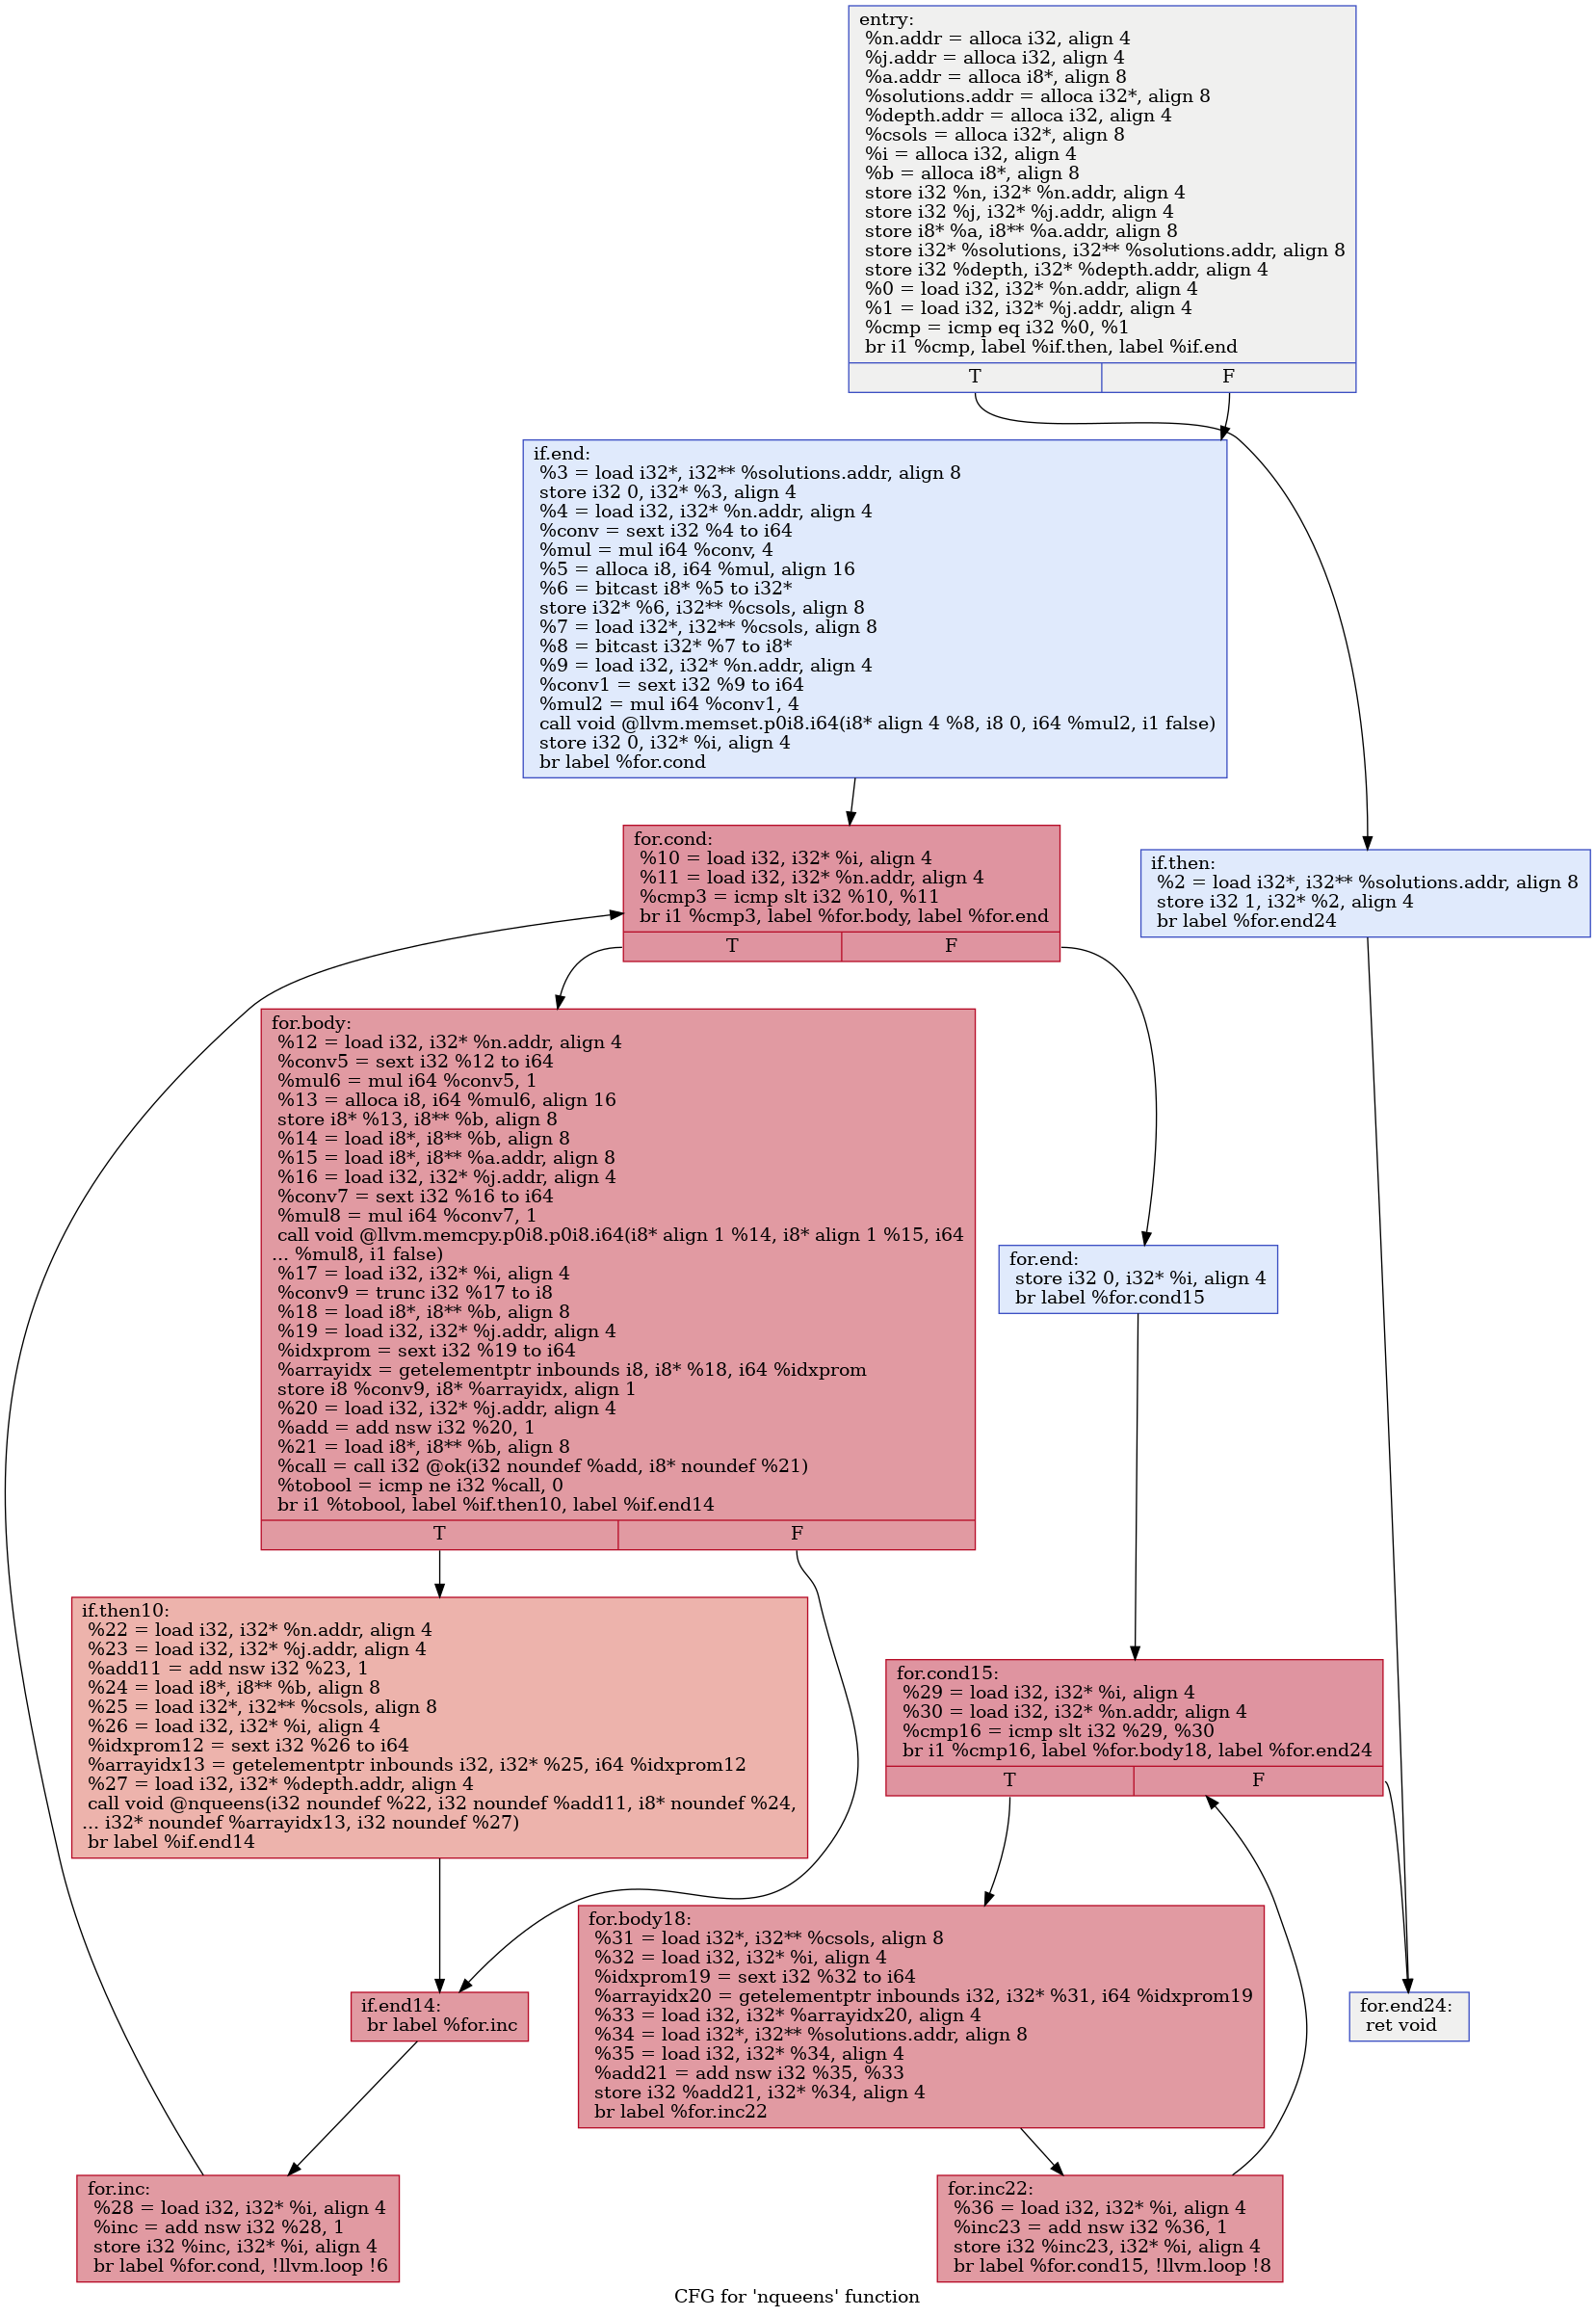 entry:
%n.addr = alloca i32, align 4
%j.addr = alloca i32, align 4
%a.addr = alloca i8*, align 8
%solutions.addr = alloca i32*, align 8
%depth.addr = alloca i32, align 4
%csols = alloca i32*, align 8
%i = alloca i32, align 4
%b = alloca i8*, align 8
store i32 %n, i32* %n.addr, align 4
store i32 %j, i32* %j.addr, align 4
store i8* %a, i8** %a.addr, align 8
store i32* %solutions, i32** %solutions.addr, align 8
store i32 %depth, i32* %depth.addr, align 4
%0 = load i32, i32* %n.addr, align 4
%1 = load i32, i32* %j.addr, align 4
%cmp = icmp eq i32 %0, %1
br i1 %cmp, label %if.then, label %if.end
T F
if.end:
%3 = load i32*, i32** %solutions.addr, align 8
store i32 0, i32* %3, align 4
%4 = load i32, i32* %n.addr, align 4
%conv = sext i32 %4 to i64
%mul = mul i64 %conv, 4
%5 = alloca i8, i64 %mul, align 16
%6 = bitcast i8* %5 to i32*
store i32* %6, i32** %csols, align 8
%7 = load i32*, i32** %csols, align 8
%8 = bitcast i32* %7 to i8*
%9 = load i32, i32* %n.addr, align 4
%conv1 = sext i32 %9 to i64
%mul2 = mul i64 %conv1, 4
call void @llvm.memset.p0i8.i64(i8* align 4 %8, i8 0, i64 %mul2, i1 false)
store i32 0, i32* %i, align 4
br label %for.cond
for.cond:
%10 = load i32, i32* %i, align 4
%11 = load i32, i32* %n.addr, align 4
%cmp3 = icmp slt i32 %10, %11
br i1 %cmp3, label %for.body, label %for.end
T F
if.then:
%2 = load i32*, i32** %solutions.addr, align 8
store i32 1, i32* %2, align 4
br label %for.end24
for.body:
%12 = load i32, i32* %n.addr, align 4
%conv5 = sext i32 %12 to i64
%mul6 = mul i64 %conv5, 1
%13 = alloca i8, i64 %mul6, align 16
store i8* %13, i8** %b, align 8
%14 = load i8*, i8** %b, align 8
%15 = load i8*, i8** %a.addr, align 8
%16 = load i32, i32* %j.addr, align 4
%conv7 = sext i32 %16 to i64
%mul8 = mul i64 %conv7, 1
call void @llvm.memcpy.p0i8.p0i8.i64(i8* align 1 %14, i8* align 1 %15, i64
... %mul8, i1 false)
%17 = load i32, i32* %i, align 4
%conv9 = trunc i32 %17 to i8
%18 = load i8*, i8** %b, align 8
%19 = load i32, i32* %j.addr, align 4
%idxprom = sext i32 %19 to i64
%arrayidx = getelementptr inbounds i8, i8* %18, i64 %idxprom
store i8 %conv9, i8* %arrayidx, align 1
%20 = load i32, i32* %j.addr, align 4
%add = add nsw i32 %20, 1
%21 = load i8*, i8** %b, align 8
%call = call i32 @ok(i32 noundef %add, i8* noundef %21)
%tobool = icmp ne i32 %call, 0
br i1 %tobool, label %if.then10, label %if.end14
T F
for.end:
store i32 0, i32* %i, align 4
br label %for.cond15
if.then10:
%22 = load i32, i32* %n.addr, align 4
%23 = load i32, i32* %j.addr, align 4
%add11 = add nsw i32 %23, 1
%24 = load i8*, i8** %b, align 8
%25 = load i32*, i32** %csols, align 8
%26 = load i32, i32* %i, align 4
%idxprom12 = sext i32 %26 to i64
%arrayidx13 = getelementptr inbounds i32, i32* %25, i64 %idxprom12
%27 = load i32, i32* %depth.addr, align 4
call void @nqueens(i32 noundef %22, i32 noundef %add11, i8* noundef %24,
... i32* noundef %arrayidx13, i32 noundef %27)
br label %if.end14
for.cond15:
%29 = load i32, i32* %i, align 4
%30 = load i32, i32* %n.addr, align 4
%cmp16 = icmp slt i32 %29, %30
br i1 %cmp16, label %for.body18, label %for.end24
T F
for.body18:
%31 = load i32*, i32** %csols, align 8
%32 = load i32, i32* %i, align 4
%idxprom19 = sext i32 %32 to i64
%arrayidx20 = getelementptr inbounds i32, i32* %31, i64 %idxprom19
%33 = load i32, i32* %arrayidx20, align 4
%34 = load i32*, i32** %solutions.addr, align 8
%35 = load i32, i32* %34, align 4
%add21 = add nsw i32 %35, %33
store i32 %add21, i32* %34, align 4
br label %for.inc22
if.end14:
br label %for.inc
for.end24:
ret void
for.inc:
%28 = load i32, i32* %i, align 4
%inc = add nsw i32 %28, 1
store i32 %inc, i32* %i, align 4
br label %for.cond, !llvm.loop !6
for.inc22:
%36 = load i32, i32* %i, align 4
%inc23 = add nsw i32 %36, 1
store i32 %inc23, i32* %i, align 4
br label %for.cond15, !llvm.loop !8
CFG for 'nqueens' function